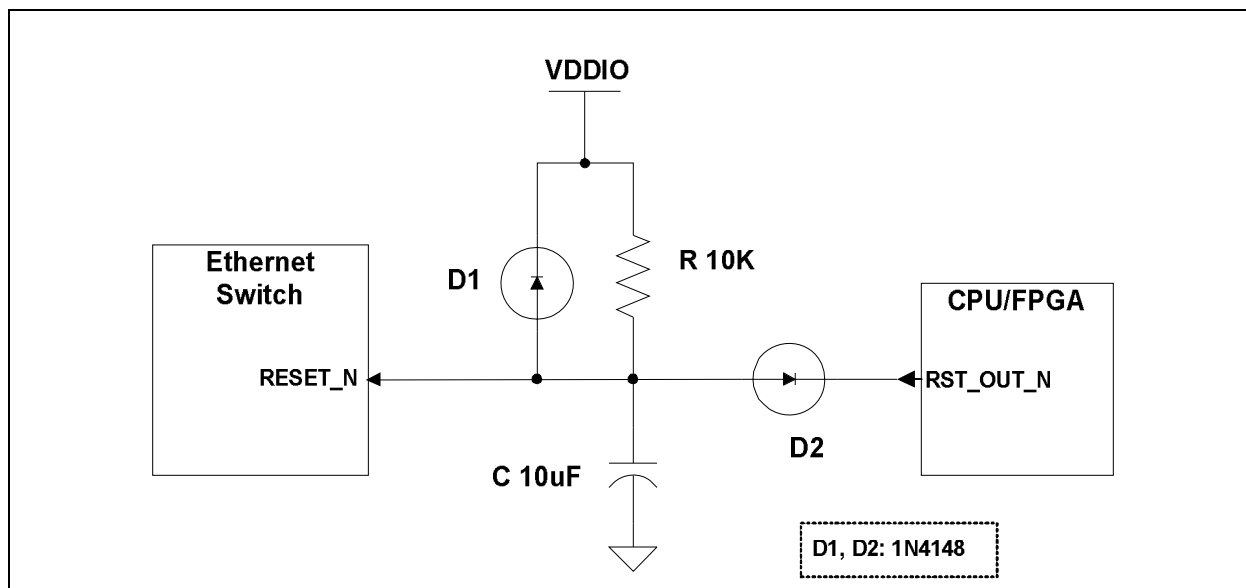 VDDIO
Ethernet
Switch
D1
R 10K
CPU/FPGA
RESET_N
RST_OUT_N
D2
C 10uF
D1, D2: 1N4148